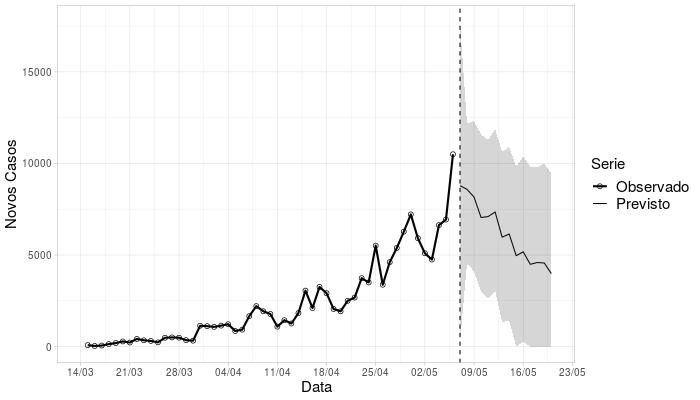 Novos Casos
15000
10000
5000
0
14/03 21/03 28/03 04/04 11/04 18/04 25/04 02/05 09/05 16/05 23/05
Data
Serie
Observado
Previsto